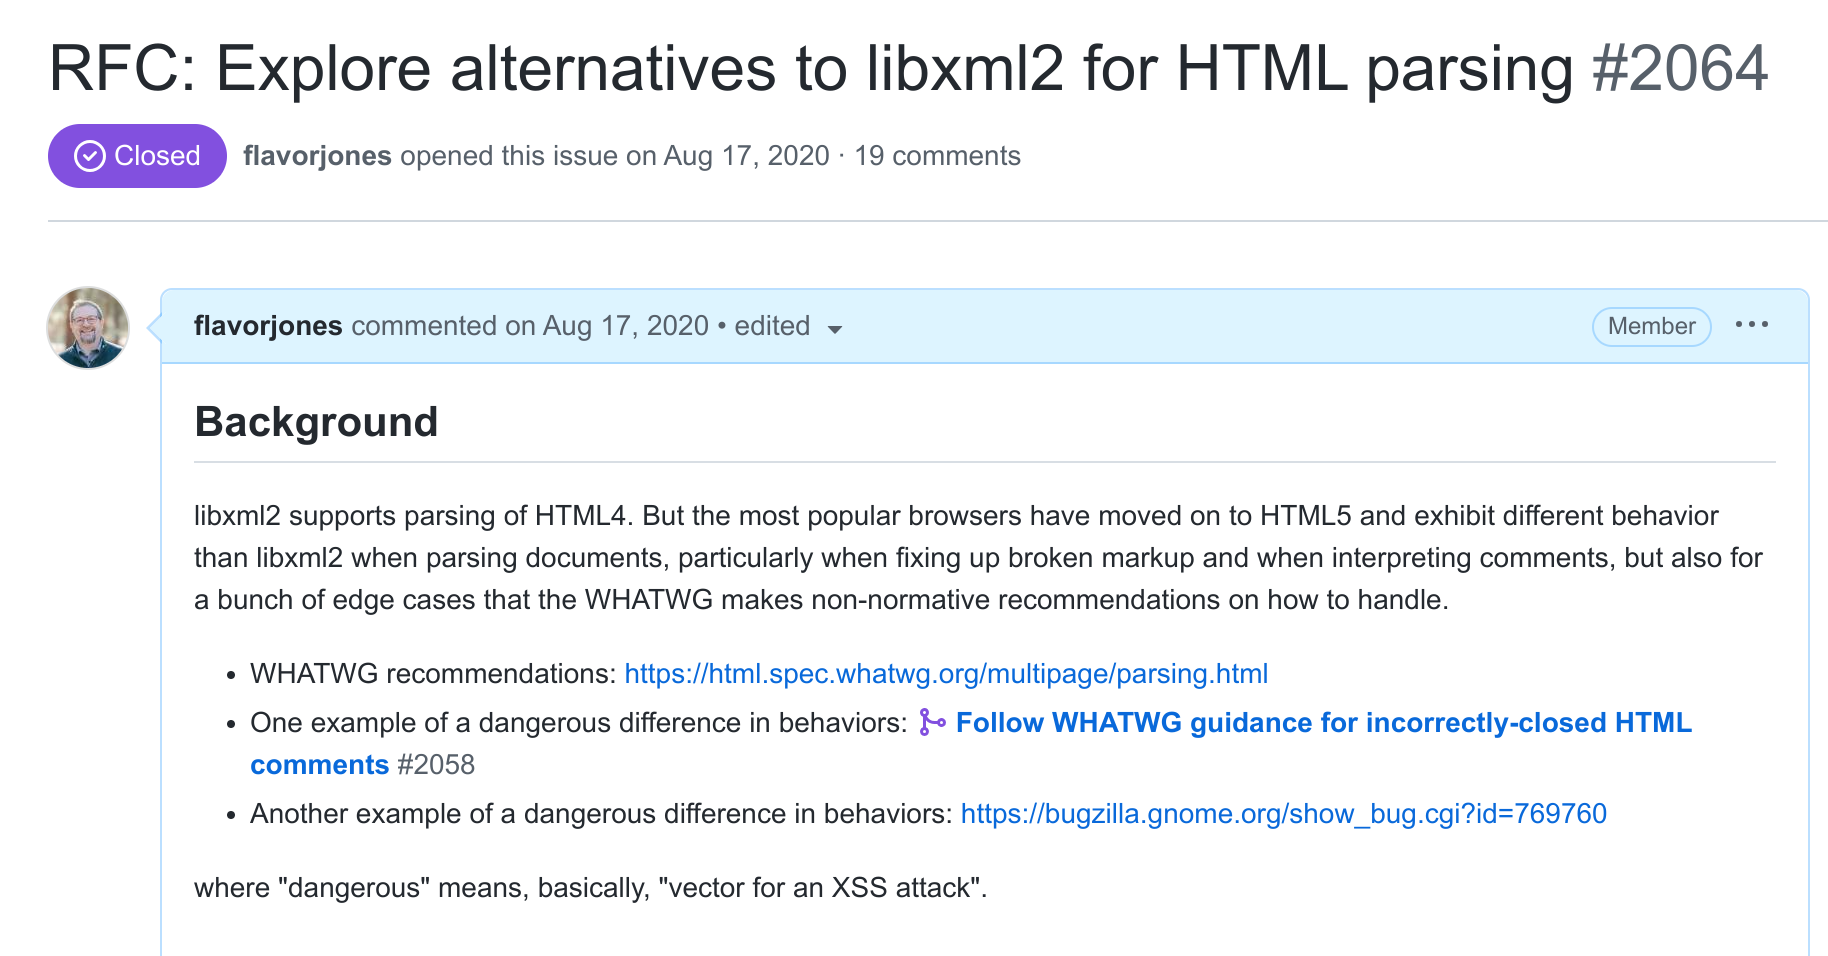 RFC: Explore alternatives to libxml2 for HTML parsing #2064
Closed flavorjones opened this issue on Aug 17, 2020 · 19 comments
flavorjones commented on Aug 17, 2020 • edited
Member
Background
libxml2 supports parsing of HTML4. But the most popular browsers have moved on to HTML5 and exhibit different behavior
than libxml2 when parsing documents, particularly when fixing up broken markup and when interpreting comments, but also for
a bunch of edge cases that the WHATWG makes non-normative recommendations on how to handle.
• WHATWG recommendations: https://html.spec.whatwg.org/multipage/parsing.html
• One example of a dangerous difference in behaviors: Follow WHATWG guidance for incorrectly-closed HTML
comments #2058
• Another example of a dangerous difference in behaviors: https://bugzilla.gnome.org/show_bug.cgi?id=769760
where "dangerous" means, basically, "vector for an XSS attack".